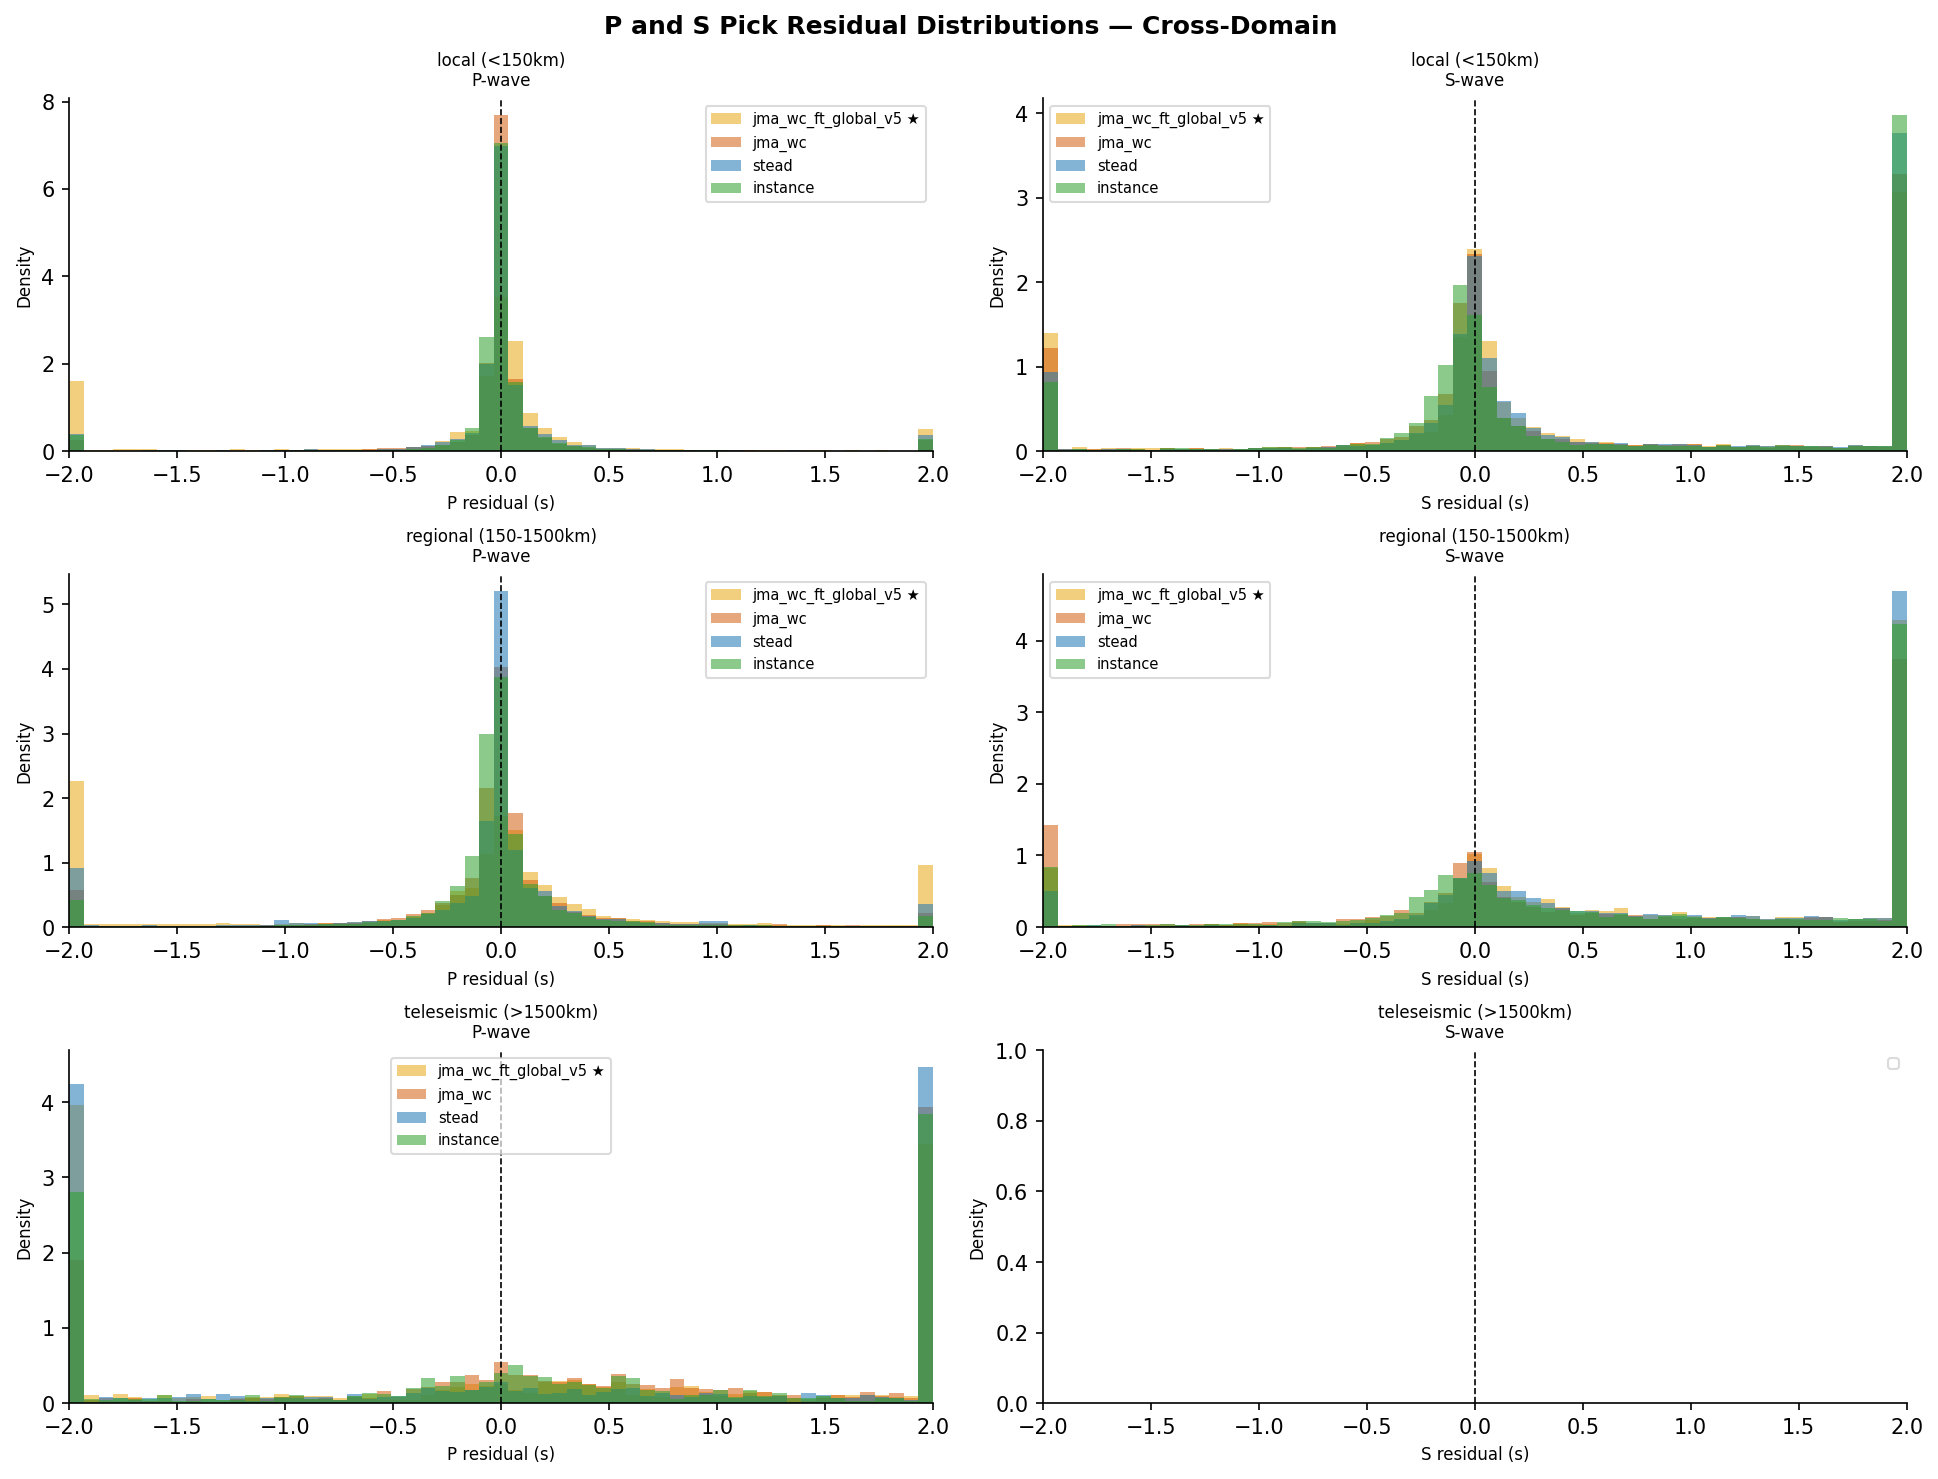 P and S Pick Residual Distributions — Cross-Domain
local (<150km)
P-wave
Density
8
6
4
2
0
−2.0 −1.5 −1.0 −0.5 0.0 0.5 1.0 1.5 2.0
P residual (s)
jma_wc_ft_global_v5 ★
jma_wc
stead
instance
local (<150km)
S-wave
Density
4
3
2
1
0
−2.0 −1.5 −1.0 −0.5 0.0 0.5 1.0 1.5 2.0
S residual (s)
jma_wc_ft_global_v5 ★
jma_wc
stead
instance
regional (150-1500km)
P-wave
Density
5
4
3
2
1
0
−2.0 −1.5 −1.0 −0.5 0.0 0.5 1.0 1.5 2.0
P residual (s)
jma_wc_ft_global_v5 ★
jma_wc
stead
instance
regional (150-1500km)
S-wave
Density
4
3
2
1
0
−2.0 −1.5 −1.0 −0.5 0.0 0.5 1.0 1.5 2.0
S residual (s)
jma_wc_ft_global_v5 ★
jma_wc
stead
instance
teleseismic (>1500km)
P-wave
Density
4
3
2
1
0
−2.0 −1.5 −1.0 −0.5 0.0 0.5 1.0 1.5 2.0
P residual (s)
jma_wc_ft_global_v5 ★
jma_wc
stead
instance
teleseismic (>1500km)
S-wave
Density
1.0
0.8
0.6
0.4
0.2
0.0
−2.0 −1.5 −1.0 −0.5 0.0 0.5 1.0 1.5 2.0
S residual (s)